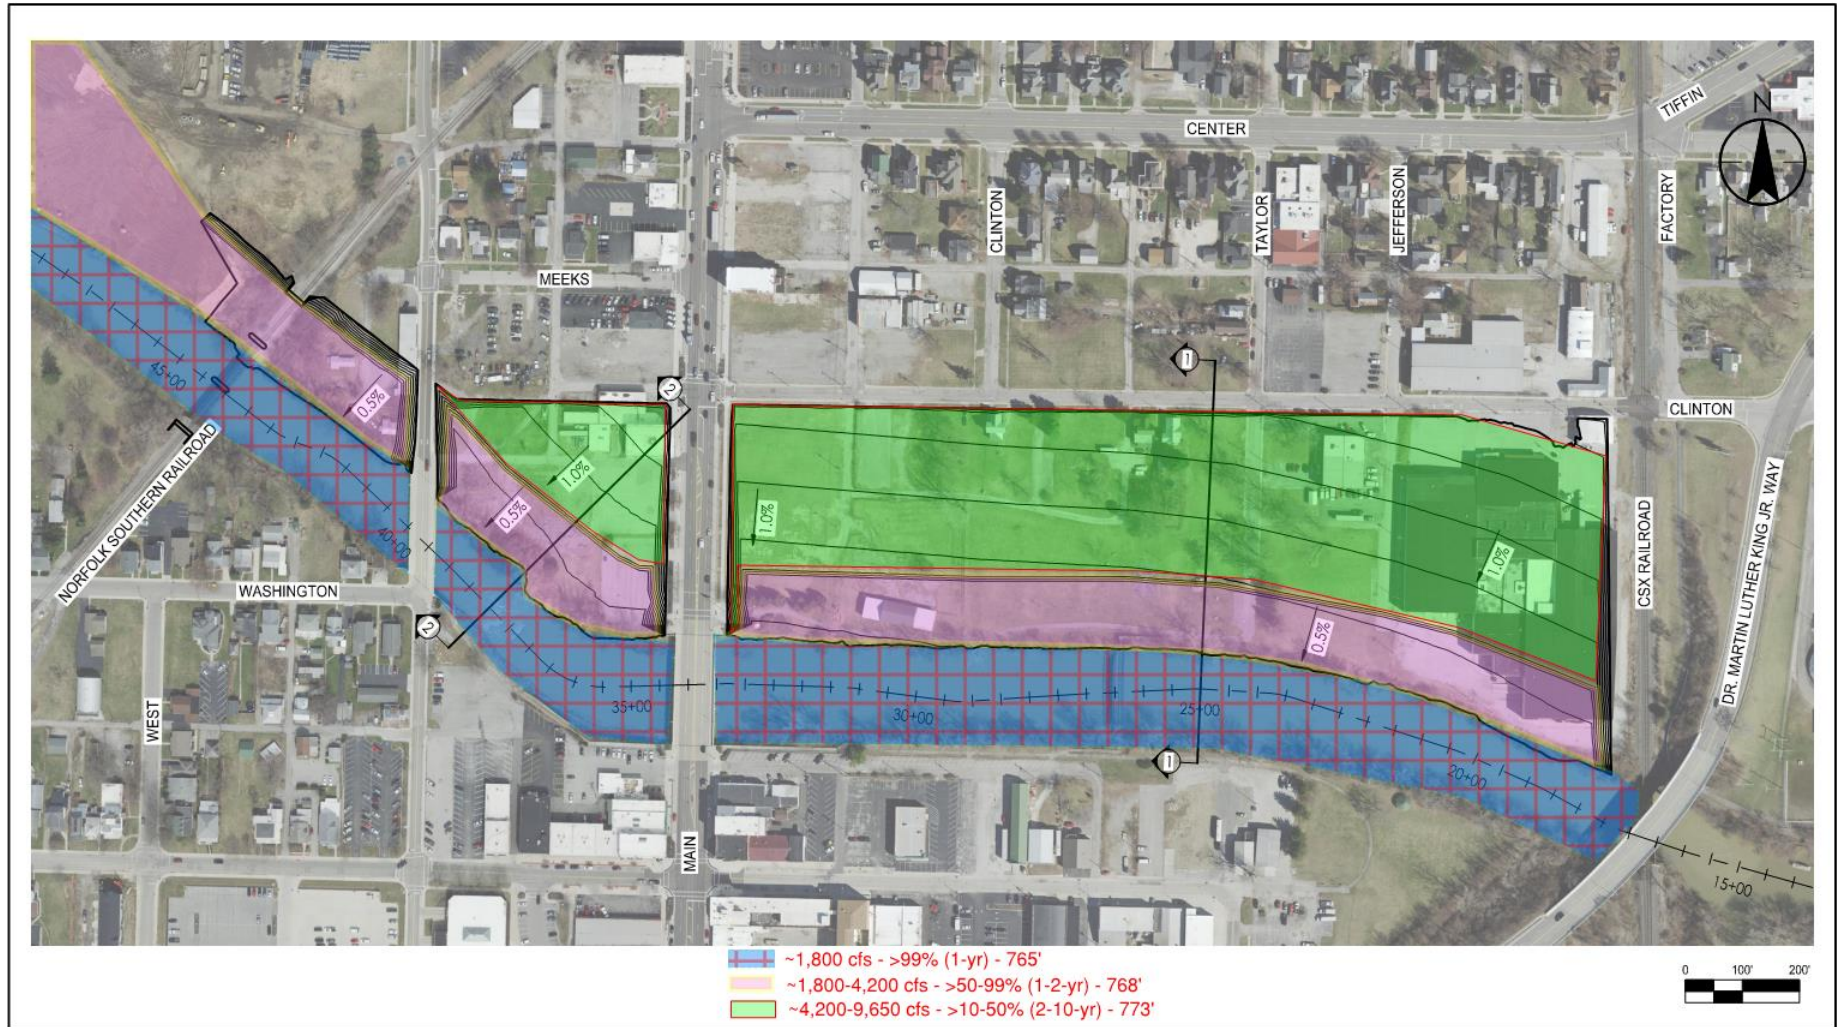 TIFFIN
CENTER
N
CLINTON
TAYLOR
JEFFERSON
FACTORY
MEEKS
1
2
45+00
0.5%
CLINTON
1.0%
0.5%
1.0%
1.0%
NORFOLK SOUTHERN RAILROAD
40+00
CSX RAILROAD
DR. MARTIN LUTHER KING JR. WAY
WASHINGTON
2
0.5%
35+00
30+00
25+00
WEST
1
20+00
MAIN
15+00
~1,800 cfs - >99% (1-yr) - 765'
~1,800-4,200 cfs - >50-99% (1-2-yr) - 768'
~4,200-9,650 cfs - >10-50% (2-10-yr) - 773'
0 100' 200'